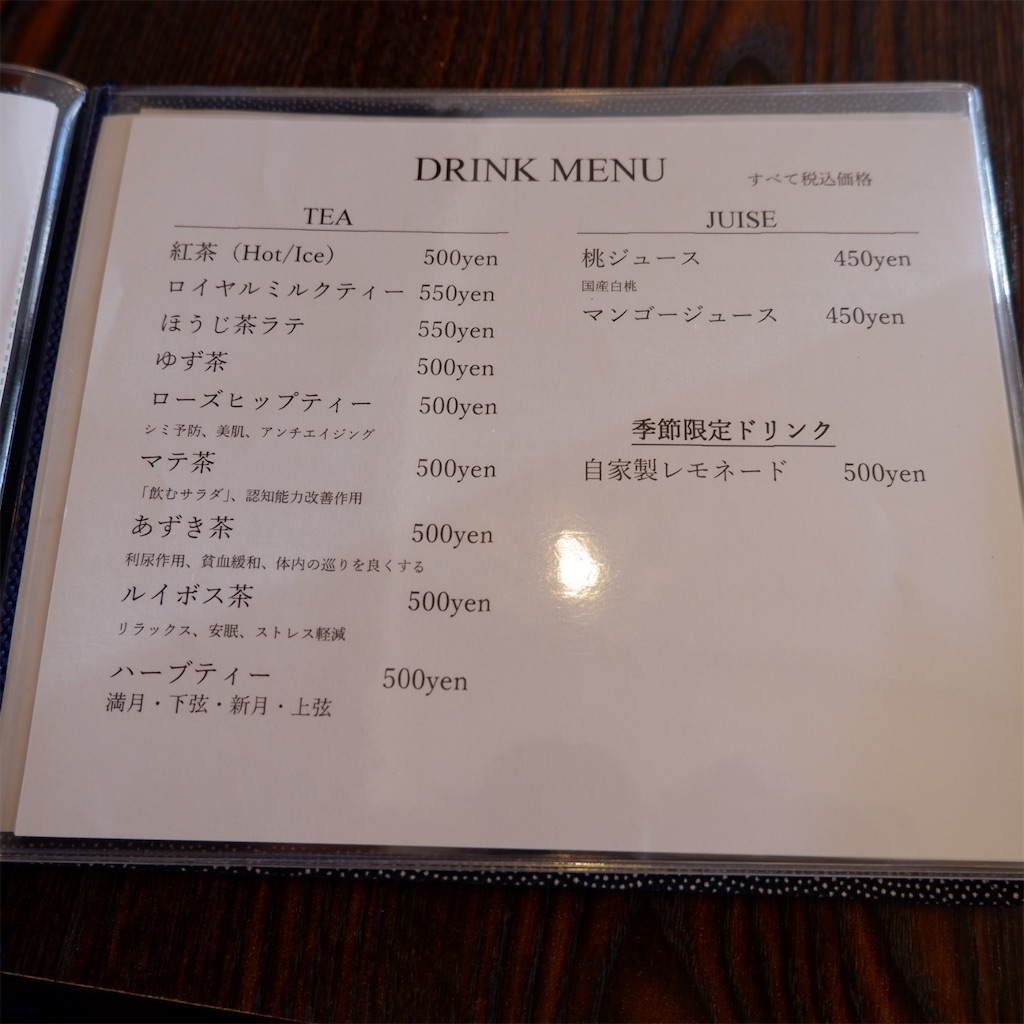 DRINK MENU
すべて税込価格
TEA
紅茶（Hot/Ice） 500yen
ロイヤルミルクティー 550yen
ほうじ茶ラテ 550yen
ゆず茶 500yen
ローズヒップティー 500yen
シミ予防、美肌、アンチエイジング
マテ茶 500yen
「飲むサラダ」、認知能力改善作用
あずき茶 500yen
利尿作用、貧血緩和、体内の巡りを良くする
ルイボス茶 500yen
リラックス、安眠、ストレス軽減
ハーブティー 500yen
満月・下弦・新月・上弦
JUISE
桃ジュース 450yen
国産白桃
マンゴージュース 450yen
季節限定ドリンク
自家製レモネード 500yen